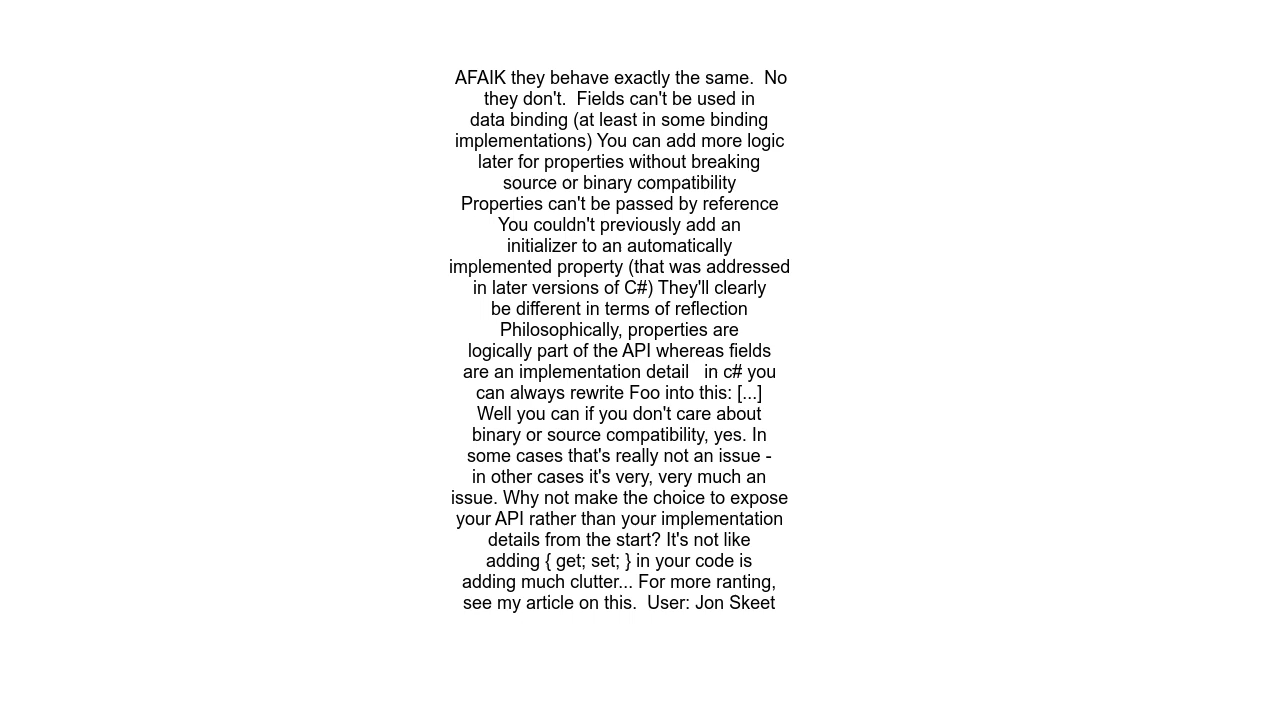 AFAIK they behave exactly the same.  No
they don't.  Fields can't be used in
data binding (at least in some binding
implementations) You can add more logic
later for properties without breaking
source or binary compatibility
Properties can't be passed by reference
You couldn't previously add an
initializer to an automatically
implemented property (that was addressed
in later versions of C#) They'll clearly
be different in terms of reflection
Philosophically, properties are
logically part of the API whereas fields
are an implementation detail   in c# you
can always rewrite Foo into this: [...]
Well you can if you don't care about
binary or source compatibility, yes. In
some cases that's really not an issue -
in other cases it's very, very much an
issue. Why not make the choice to expose
your API rather than your implementation
details from the start? It's not like
adding { get; set; } in your code is
adding much clutter... For more ranting,
see my article on this.  User: Jon Skeet